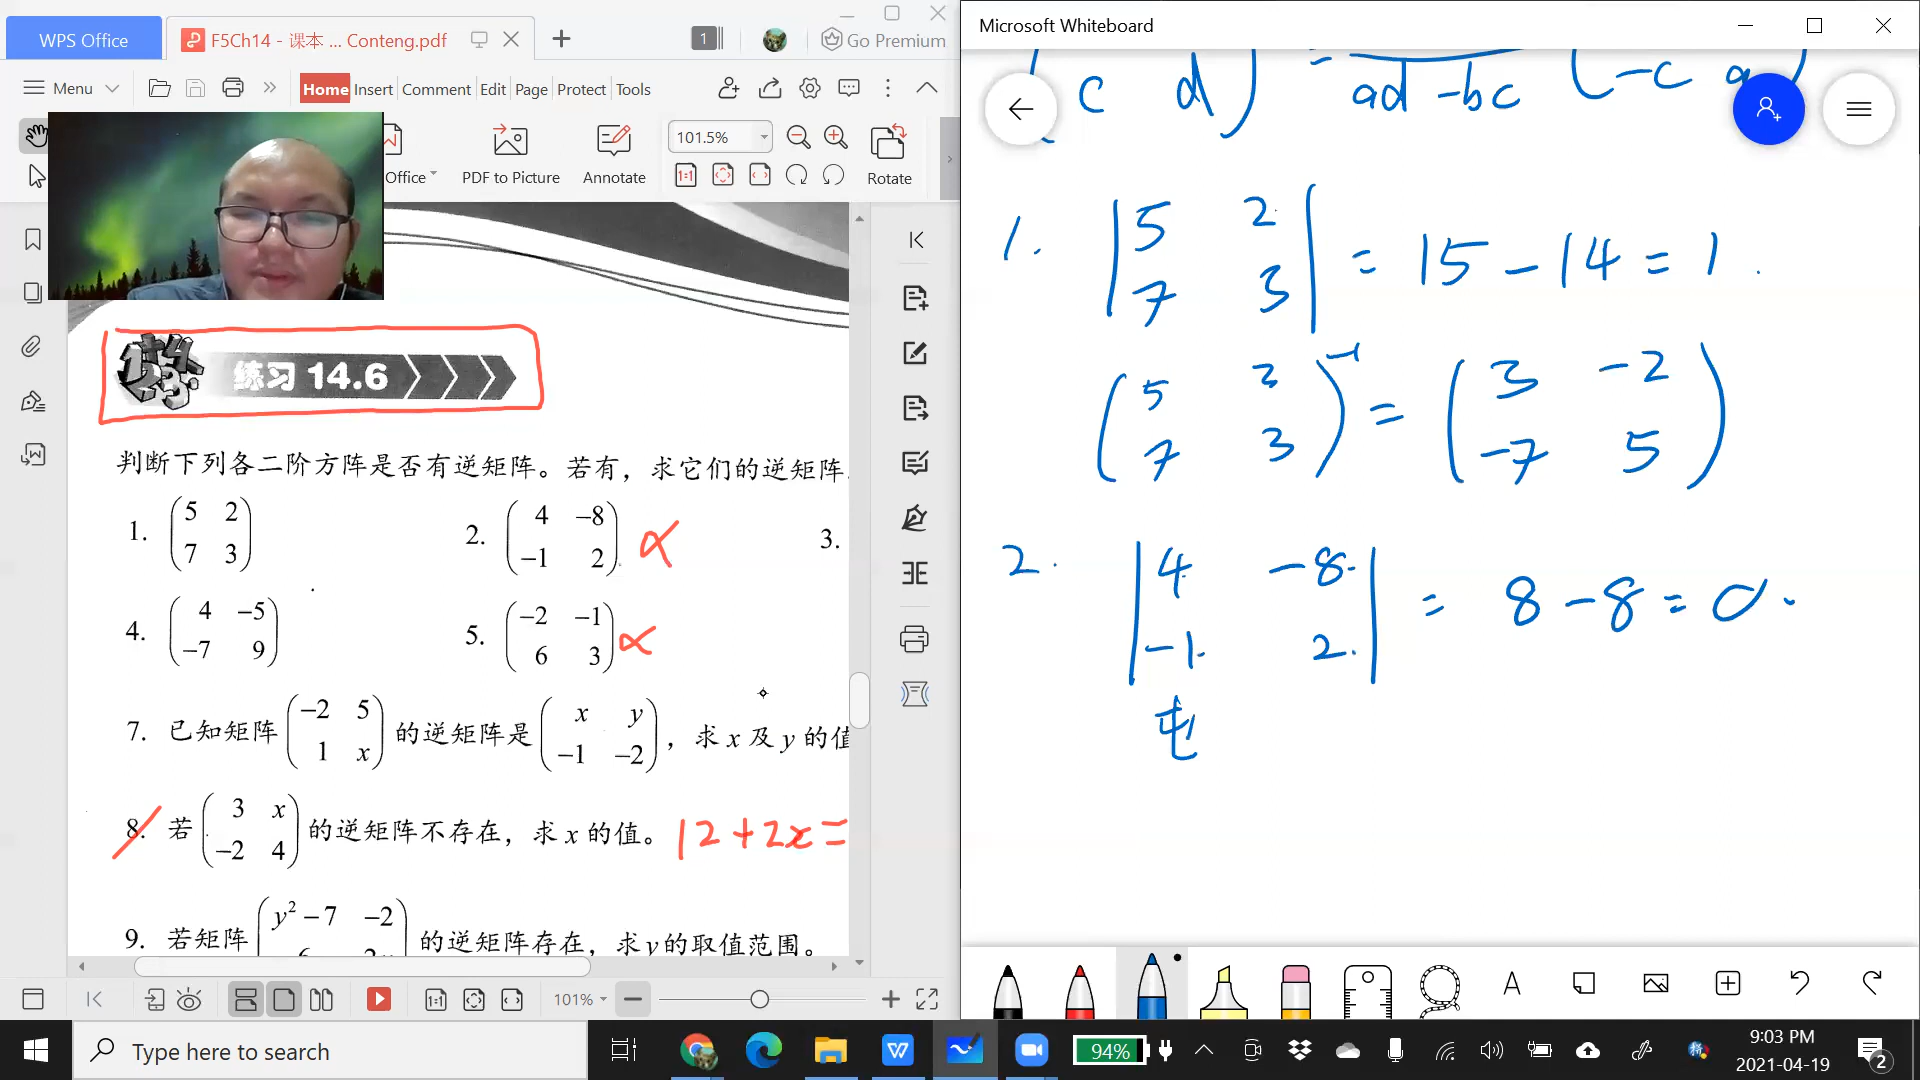 WPS Office
F5Ch14 - 课本 ... Conteng.pdf
1
Go Premium
Menu
Home Insert Comment Edit Page Protect Tools
Office
PDF to Picture
Annotate
101.5%
Rotate
练习 14.6
判断下列各二阶方阵是否有逆矩阵。若有，求它们的逆矩阵
1. (5 2
7 3)
2. (4 −8
−1 2) ∝
3.
4. (4 −5
−7 9)
5. (−2 −1
6 3) ∝
7. 已知矩阵 (−2 5
1 x) 的逆矩阵是 (x y
−1 −2)，求 x 及 y 的值
8. 若 (3 x
−2 4) 的逆矩阵不存在，求 x 的值。 12+2x=
9. 若矩阵 (y² − 7 −2 的逆矩阵存在，求 y 的取值范围。
101%
Microsoft Whiteboard
c d) = ad - bc (-c a)
1. |5 2
7 3| = 15 - 14 = 1.
(5 2
7 3)⁻¹ = (3 -2
-7 5)
2. |4 -8
-1 2| = 8 - 8 = 0.
Type here to search
94%
9:03 PM
2021-04-19
2